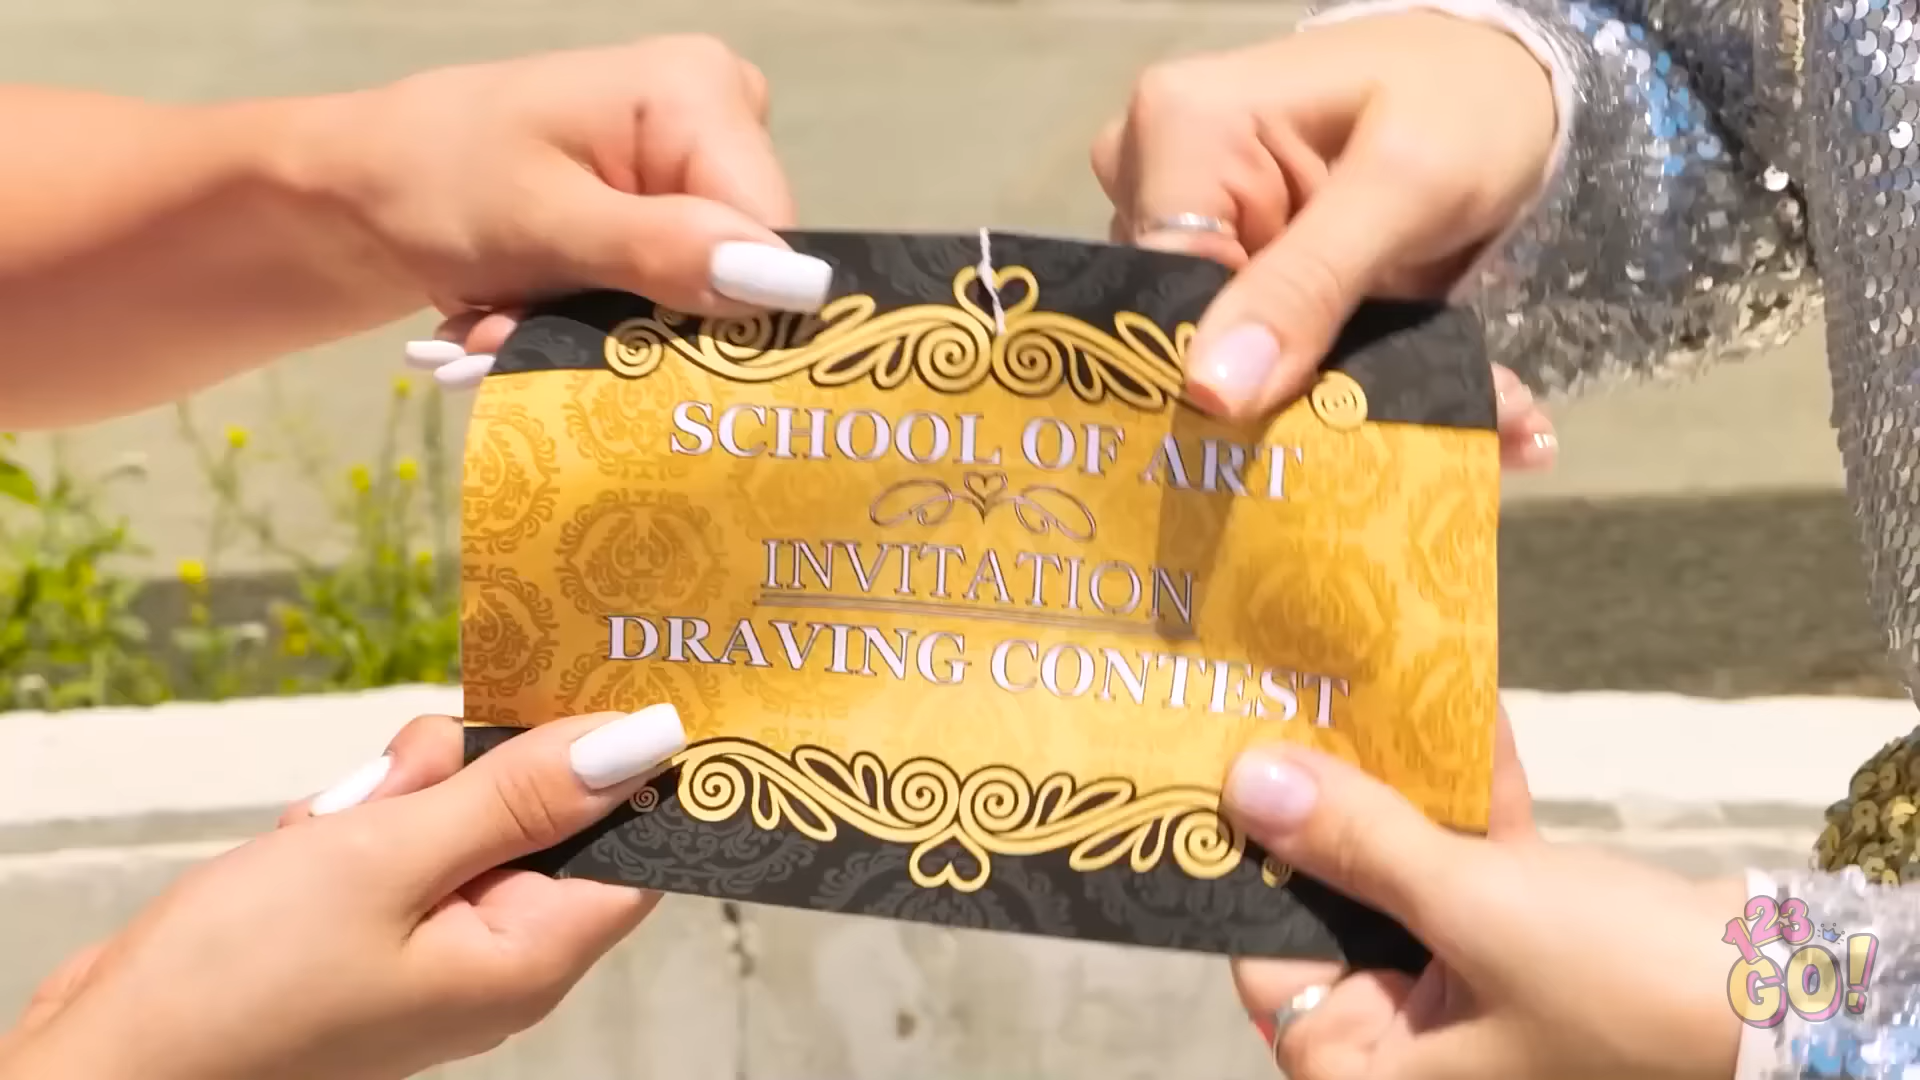 SCHOOL OF ART
INVITATION
DRAVING CONTEST
123
GO!